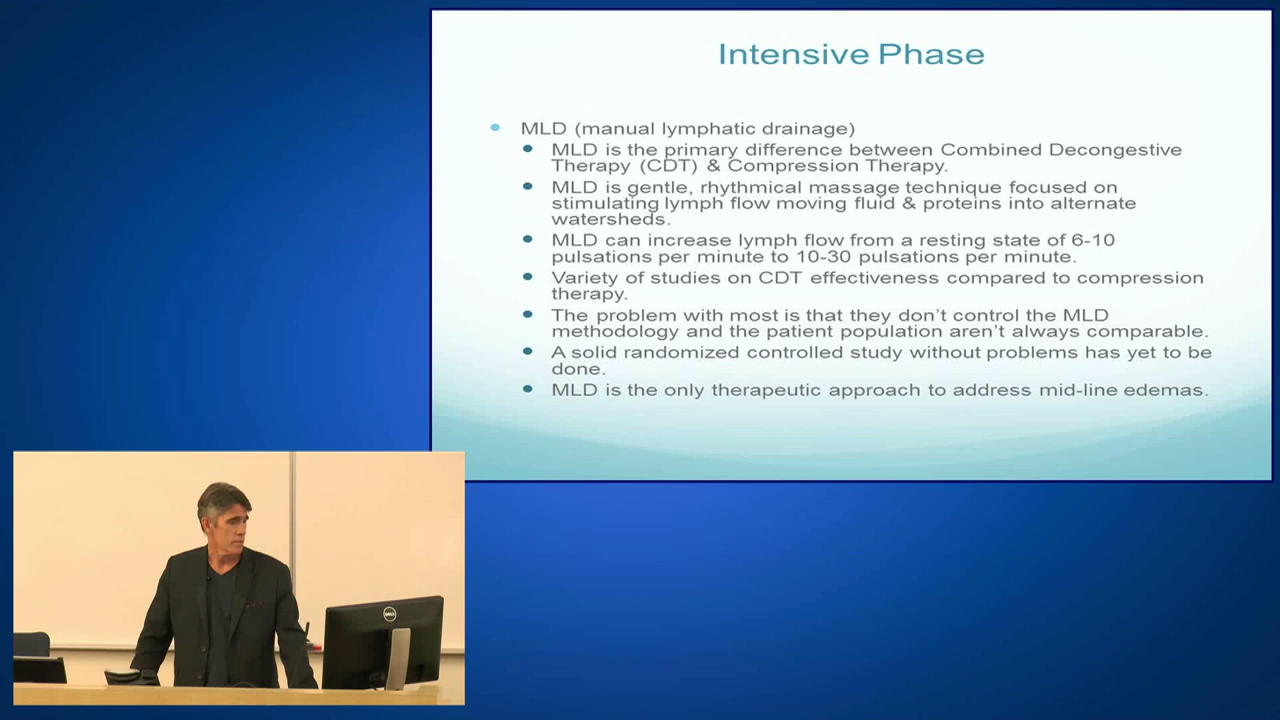 Intensive Phase
MLD (manual lymphatic drainage)
MLD is the primary difference between Combined Decongestive
Therapy (CDT) & Compression Therapy.
MLD is gentle, rhythmical massage technique focused on
stimulating lymph flow moving fluid & proteins into alternate
watersheds.
MLD can increase lymph flow from a resting state of 6-10
pulsations per minute to 10-30 pulsations per minute.
Variety of studies on CDT effectiveness compared to compression
therapy.
The problem with most is that they don't control the MLD
methodology and the patient population aren't always comparable.
A solid randomized controlled study without problems has yet to be
done.
MLD is the only therapeutic approach to address mid-line edemas.
DELL